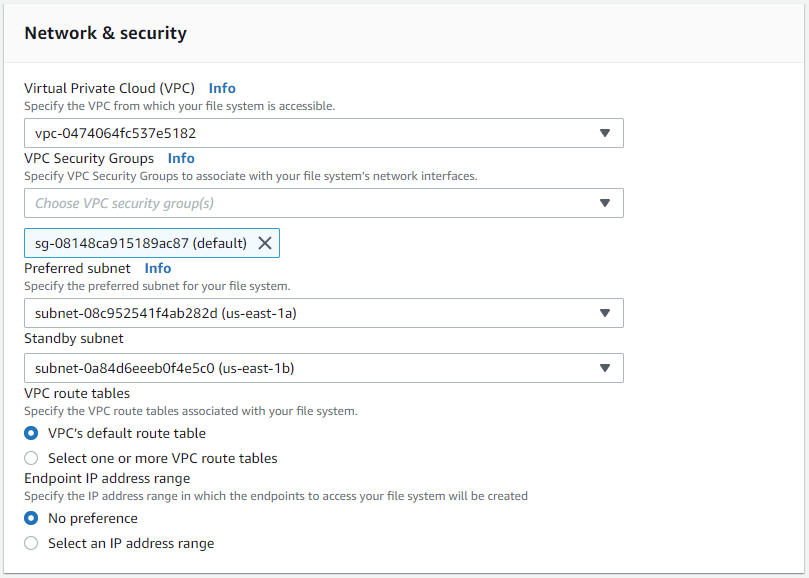 Network & security
Virtual Private Cloud (VPC) Info
Specify the VPC from which your file system is accessible.
vpc-0474064fc537e5182
VPC Security Groups Info
Specify VPC Security Groups to associate with your file system's network interfaces.
Choose VPC security group(s)
sg-08148ca915189ac87 (default)
Preferred subnet Info
Specify the preferred subnet for your file system.
subnet-08c952541f4ab282d (us-east-1a)
Standby subnet
subnet-0a84d6eeeb0f4e5c0 (us-east-1b)
VPC route tables
Specify the VPC route tables associated with your file system.
VPC's default route table
Select one or more VPC route tables
Endpoint IP address range
Specify the IP address range in which the endpoints to access your file system will be created
No preference
Select an IP address range